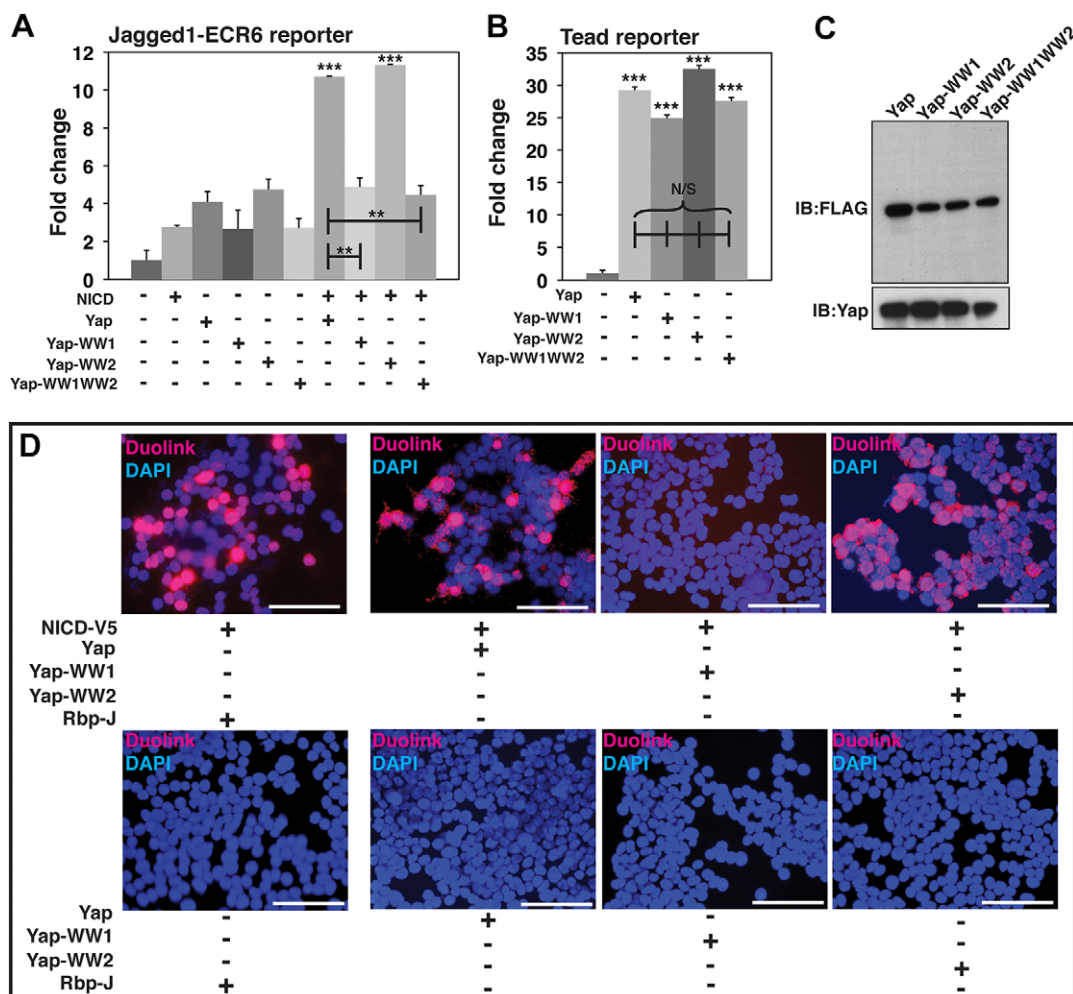 A
Jagged1-ECR6 reporter
Fold change
12
10
8
6
4
2
0
***
***
**
**
NICD - + - - - - + + + +
Yap - - + - - - + - - -
Yap-WW1 - - - + - - - + - -
Yap-WW2 - - - - + - - - + -
Yap-WW1WW2 - - - - - + - - - +
B
Tead reporter
Fold change
35
30
25
20
15
10
5
0
***
***
***
***
N/S
Yap - + - - -
Yap-WW1 - - + - -
Yap-WW2 - - - + -
Yap-WW1WW2 - - - - +
C
Yap
Yap-WW1
Yap-WW2
Yap-WW1WW2
IB:FLAG
IB:Yap
D
Duolink
DAPI
Duolink
DAPI
Duolink
DAPI
Duolink
DAPI
NICD-V5 + + + +
Yap - + - -
Yap-WW1 - - + -
Yap-WW2 - - - +
Rbp-J + - - -
Duolink
DAPI
Duolink
DAPI
Duolink
DAPI
Duolink
DAPI
Yap - + - -
Yap-WW1 - - + -
Yap-WW2 - - - +
Rbp-J + - - -